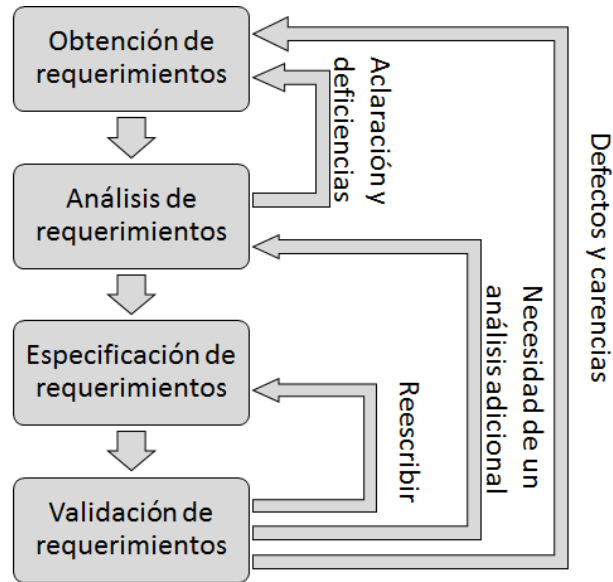 Obtención de
requerimientos
Aclaración y
deficiencias
Análisis de
requerimientos
Especificación de
requerimientos
Validación de
requerimientos
Reescribir
Necesidad de un
análisis adicional
Defectos y carencias